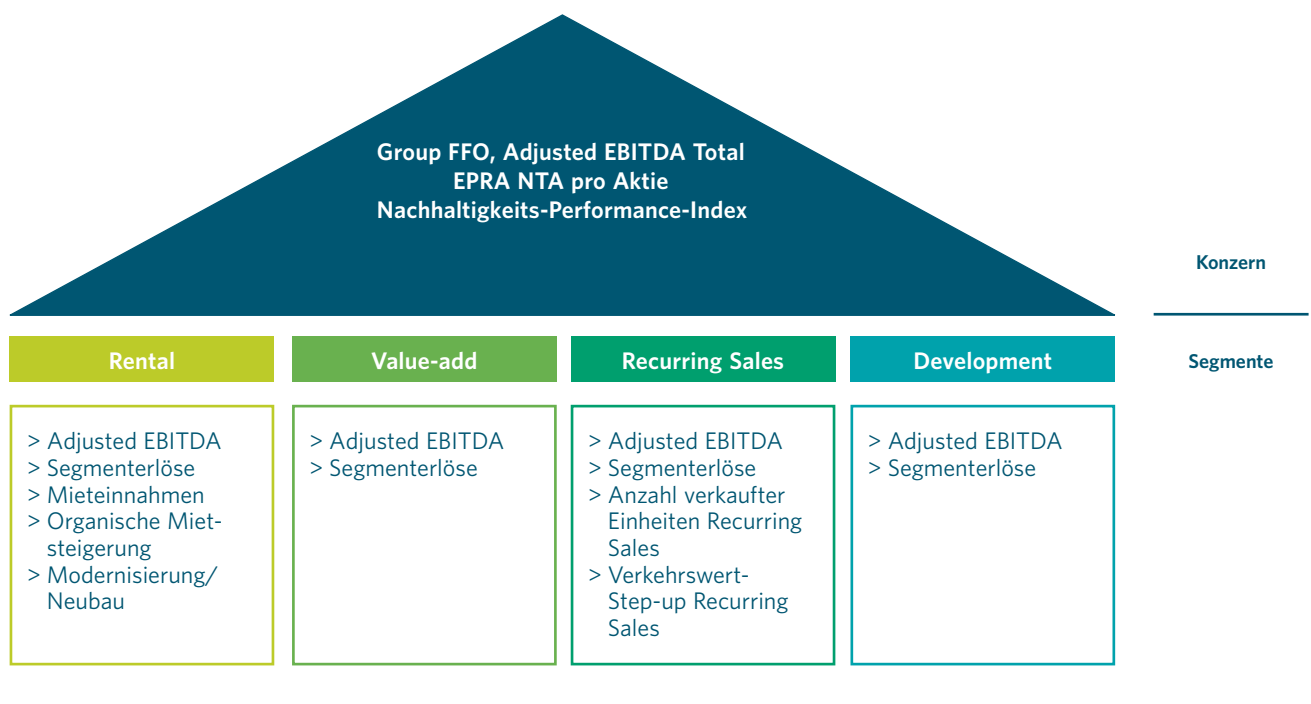 Group FFO, Adjusted EBITDA Total
EPRA NTA pro Aktie
Nachhaltigkeits-Performance-Index
Konzern
Rental
Value-add
Recurring Sales
Development
Segmente
> Adjusted EBITDA
> Segmenterlöse
> Mieteinnahmen
> Organische Miet-
steigerung
> Modernisierung/
Neubau
> Adjusted EBITDA
> Segmenterlöse
> Adjusted EBITDA
> Segmenterlöse
> Anzahl verkaufter
Einheiten Recurring
Sales
> Verkehrswert-
Step-up Recurring
Sales
> Adjusted EBITDA
> Segmenterlöse